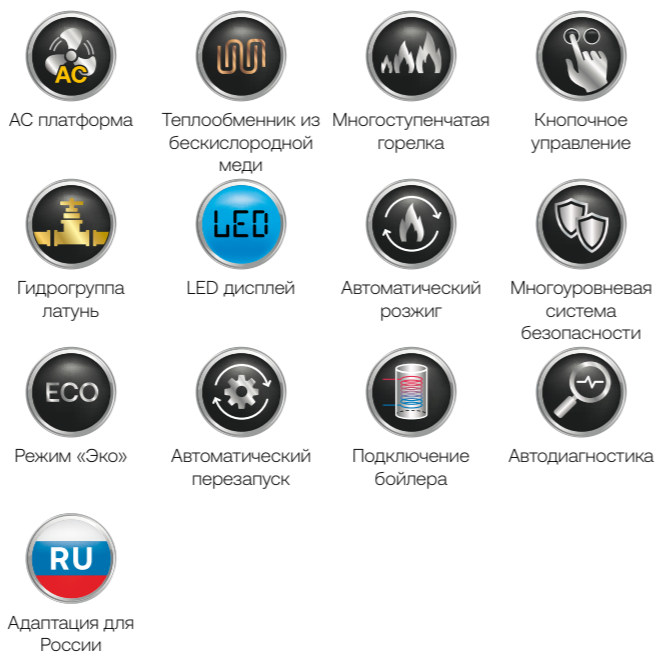 AC
АС платформа
Теплообменник из
бескислородной
меди
Многоступенчатая
горелка
Кнопочное
управление
Гидрогруппа
латунь
LED
LED дисплей
Автоматический
розжиг
Многоуровневая
система
безопасности
ECO
Режим «Эко»
Автоматический
перезапуск
Подключение
бойлера
Автодиагностика
RU
Адаптация для
России